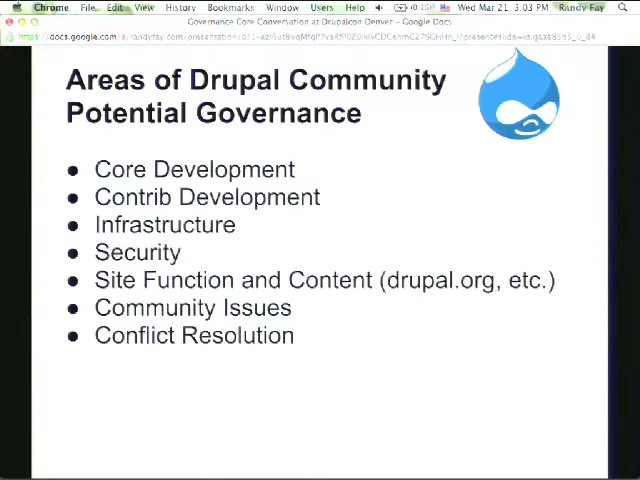 Chrome File Edit View History Bookmarks Window Users Help (0:15) Wed Mar 21 3:03 PM Randy Fay
Governance Core Conversation at Drupalcon Denver – Google Docs
Areas of Drupal Community
Potential Governance
● Core Development
● Contrib Development
● Infrastructure
● Security
● Site Function and Content (drupal.org, etc.)
● Community Issues
● Conflict Resolution